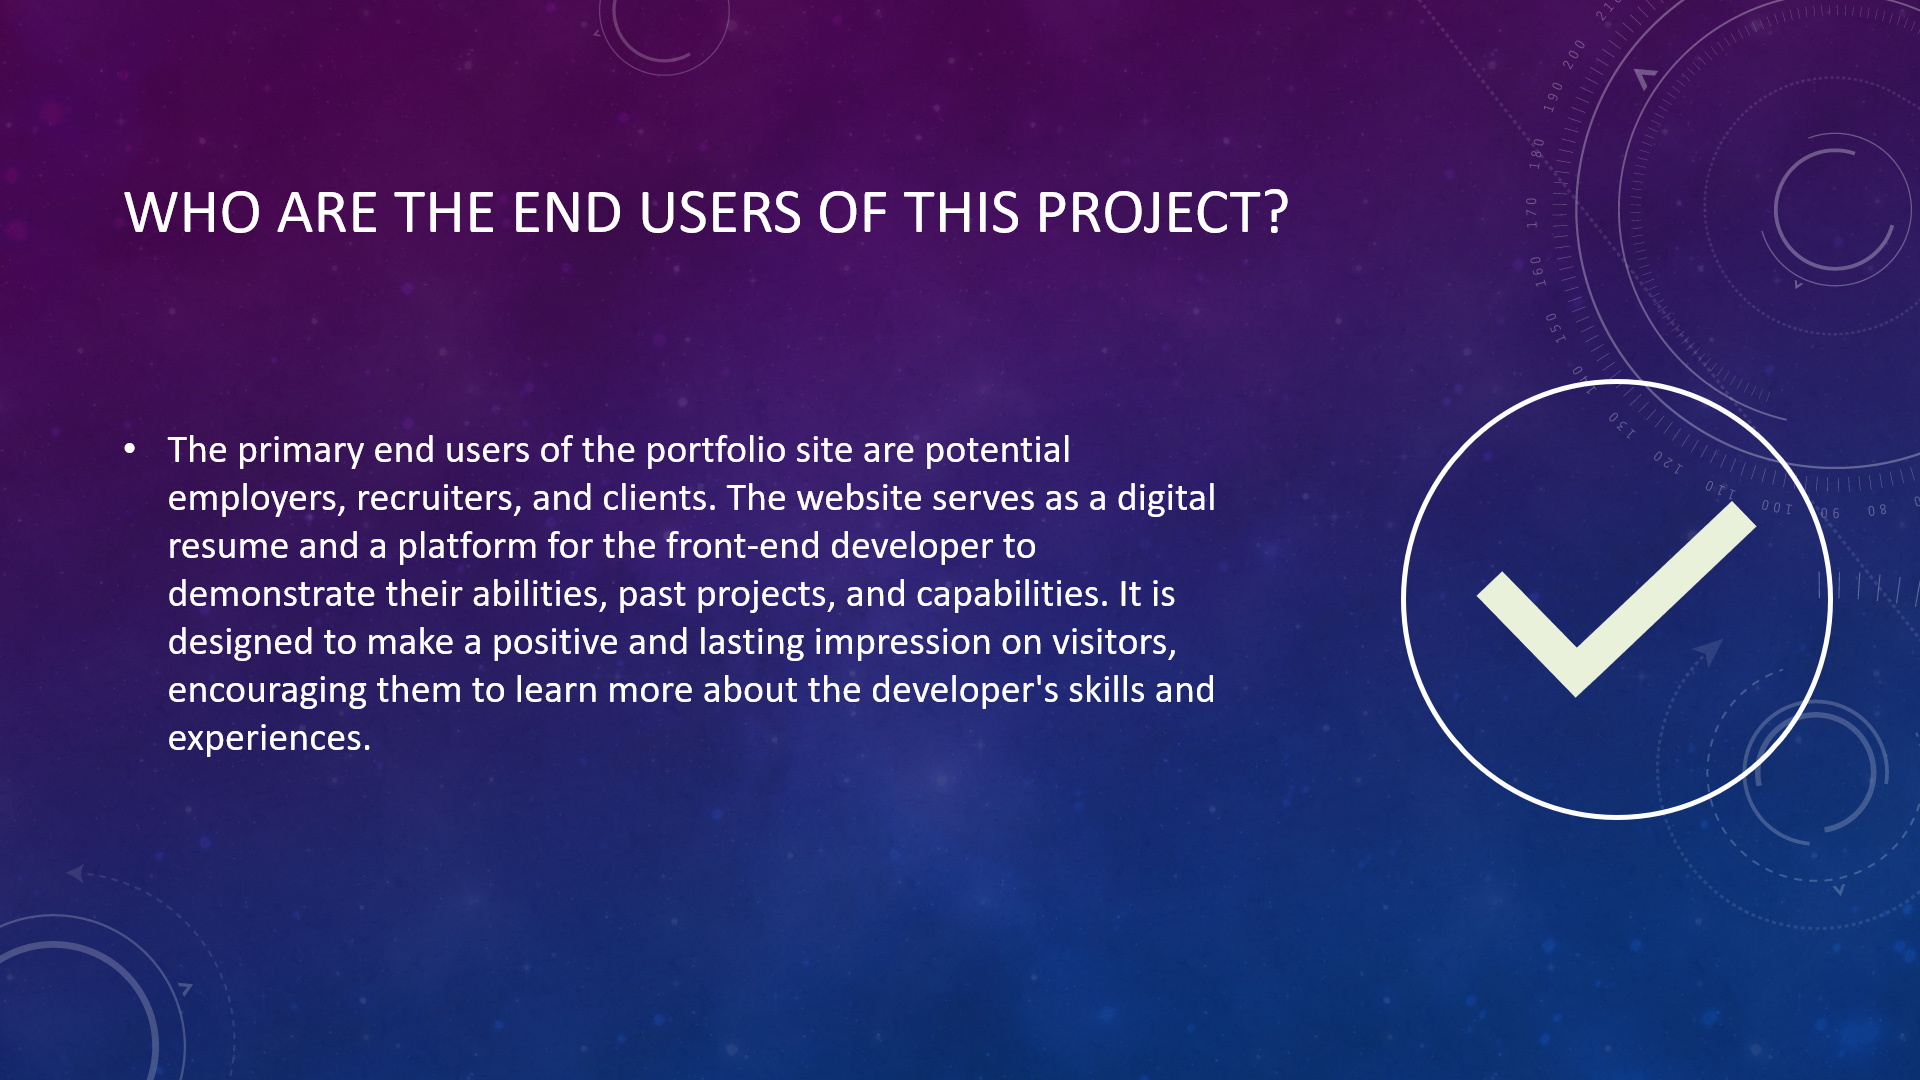 WHO ARE THE END USERS OF THIS PROJECT?
• The primary end users of the portfolio site are potential
employers, recruiters, and clients. The website serves as a digital
resume and a platform for the front-end developer to
demonstrate their abilities, past projects, and capabilities. It is
designed to make a positive and lasting impression on visitors,
encouraging them to learn more about the developer's skills and
experiences.
210
200
190
180
170
160
150
140
130
120
110
100
90
80